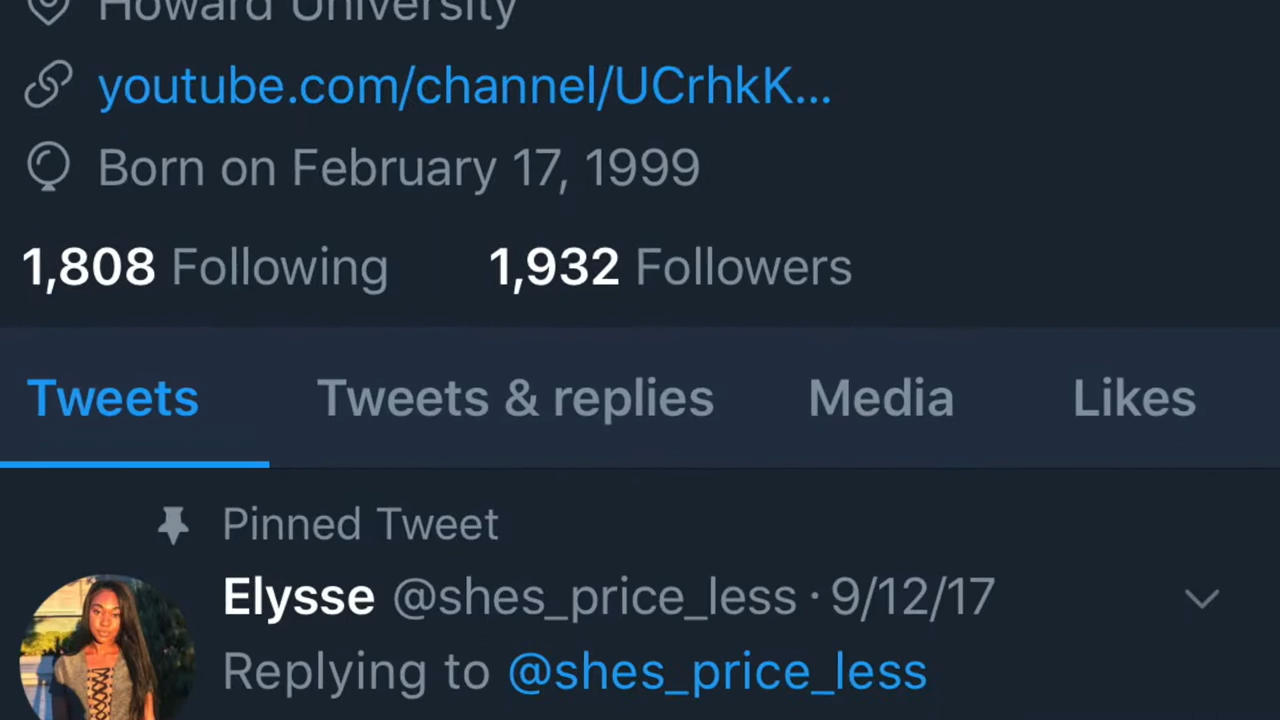 Howard University
youtube.com/channel/UCrhkK...
Born on February 17, 1999
1,808 Following 1,932 Followers
Tweets Tweets & replies Media Likes
Pinned Tweet
Elysse @shes_price_less · 9/12/17
Replying to @shes_price_less